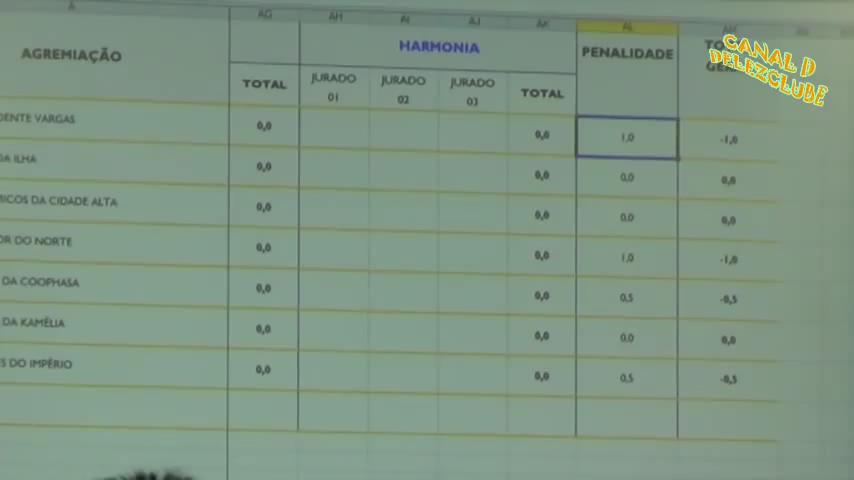 A AG AH AI AJ AK AL AM
AGREMIAÇÃO HARMONIA PENALIDADE
TOTAL JURADO 01 JURADO 02 JURADO 03 TOTAL
CANAL D
DELEZCLUBE
DENTE VARGAS 0,0 0,0 1,0 -1,0
DA ILHA 0,0 0,0 0,0 0,0
MICOS DA CIDADE ALTA 0,0 0,0 0,0 0,0
OR DO NORTE 0,0 0,0 1,0 -1,0
DA COOPHASA 0,0 0,0 0,5 -0,5
DA KAMÉLIA 0,0 0,0 0,0 0,0
S DO IMPÉRIO 0,0 0,0 0,5 -0,5